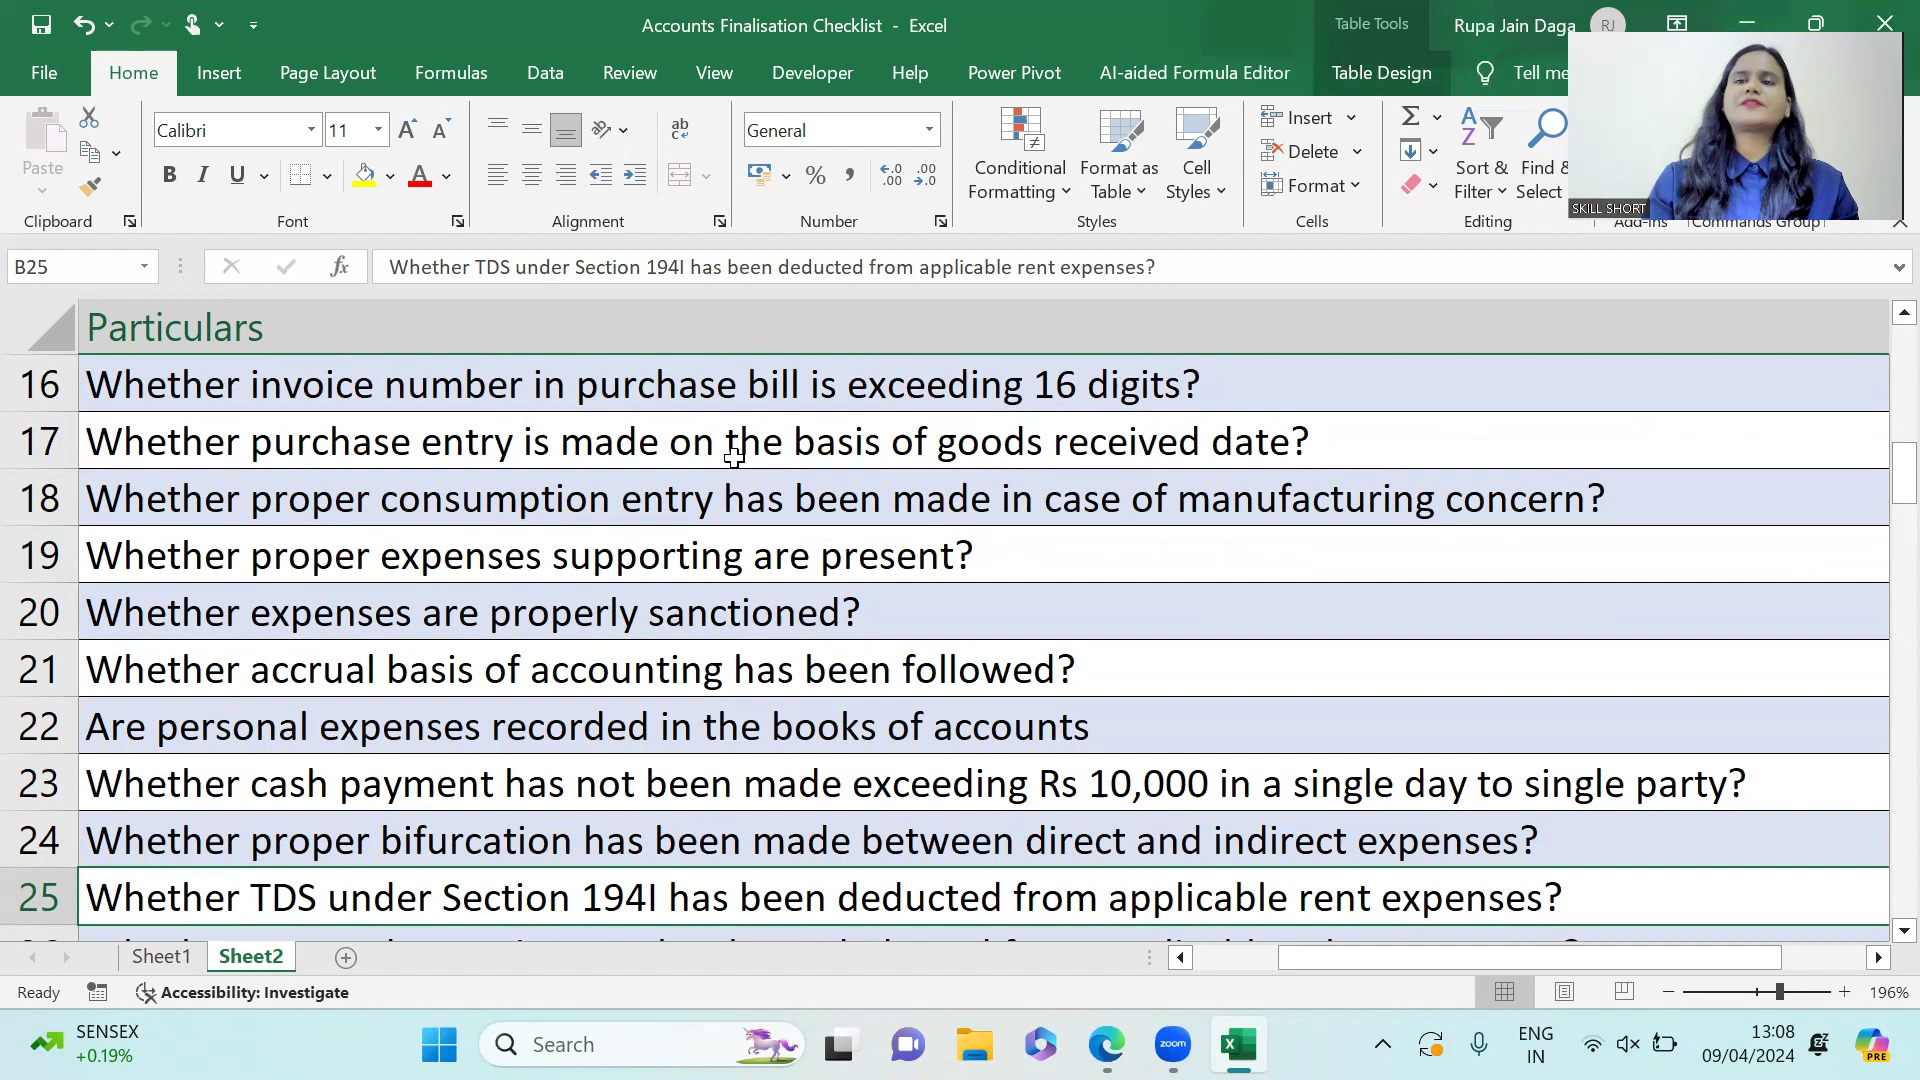 Accounts Finalisation Checklist - Excel
Table Tools
Rupa Jain Daga
RJ
File Home Insert Page Layout Formulas Data Review View Developer Help Power Pivot AI-aided Formula Editor Table Design Tell me
Calibri 11 General
Paste
Conditional Formatting
Format as Table
Cell Styles
Insert
Delete
Format
Sort & Filter
Find & Select
SKILL SHORT
Clipboard Font Alignment Number Styles Cells Editing Add-ins Commands Group
B25 fx Whether TDS under Section 194I has been deducted from applicable rent expenses?
Particulars
16 Whether invoice number in purchase bill is exceeding 16 digits?
17 Whether purchase entry is made on the basis of goods received date?
18 Whether proper consumption entry has been made in case of manufacturing concern?
19 Whether proper expenses supporting are present?
20 Whether expenses are properly sanctioned?
21 Whether accrual basis of accounting has been followed?
22 Are personal expenses recorded in the books of accounts
23 Whether cash payment has not been made exceeding Rs 10,000 in a single day to single party?
24 Whether proper bifurcation has been made between direct and indirect expenses?
25 Whether TDS under Section 194I has been deducted from applicable rent expenses?
Sheet1 Sheet2
Ready Accessibility: Investigate 196%
SENSEX
+0.19%
Search
zoom
ENG
IN
13:08
09/04/2024
PRE